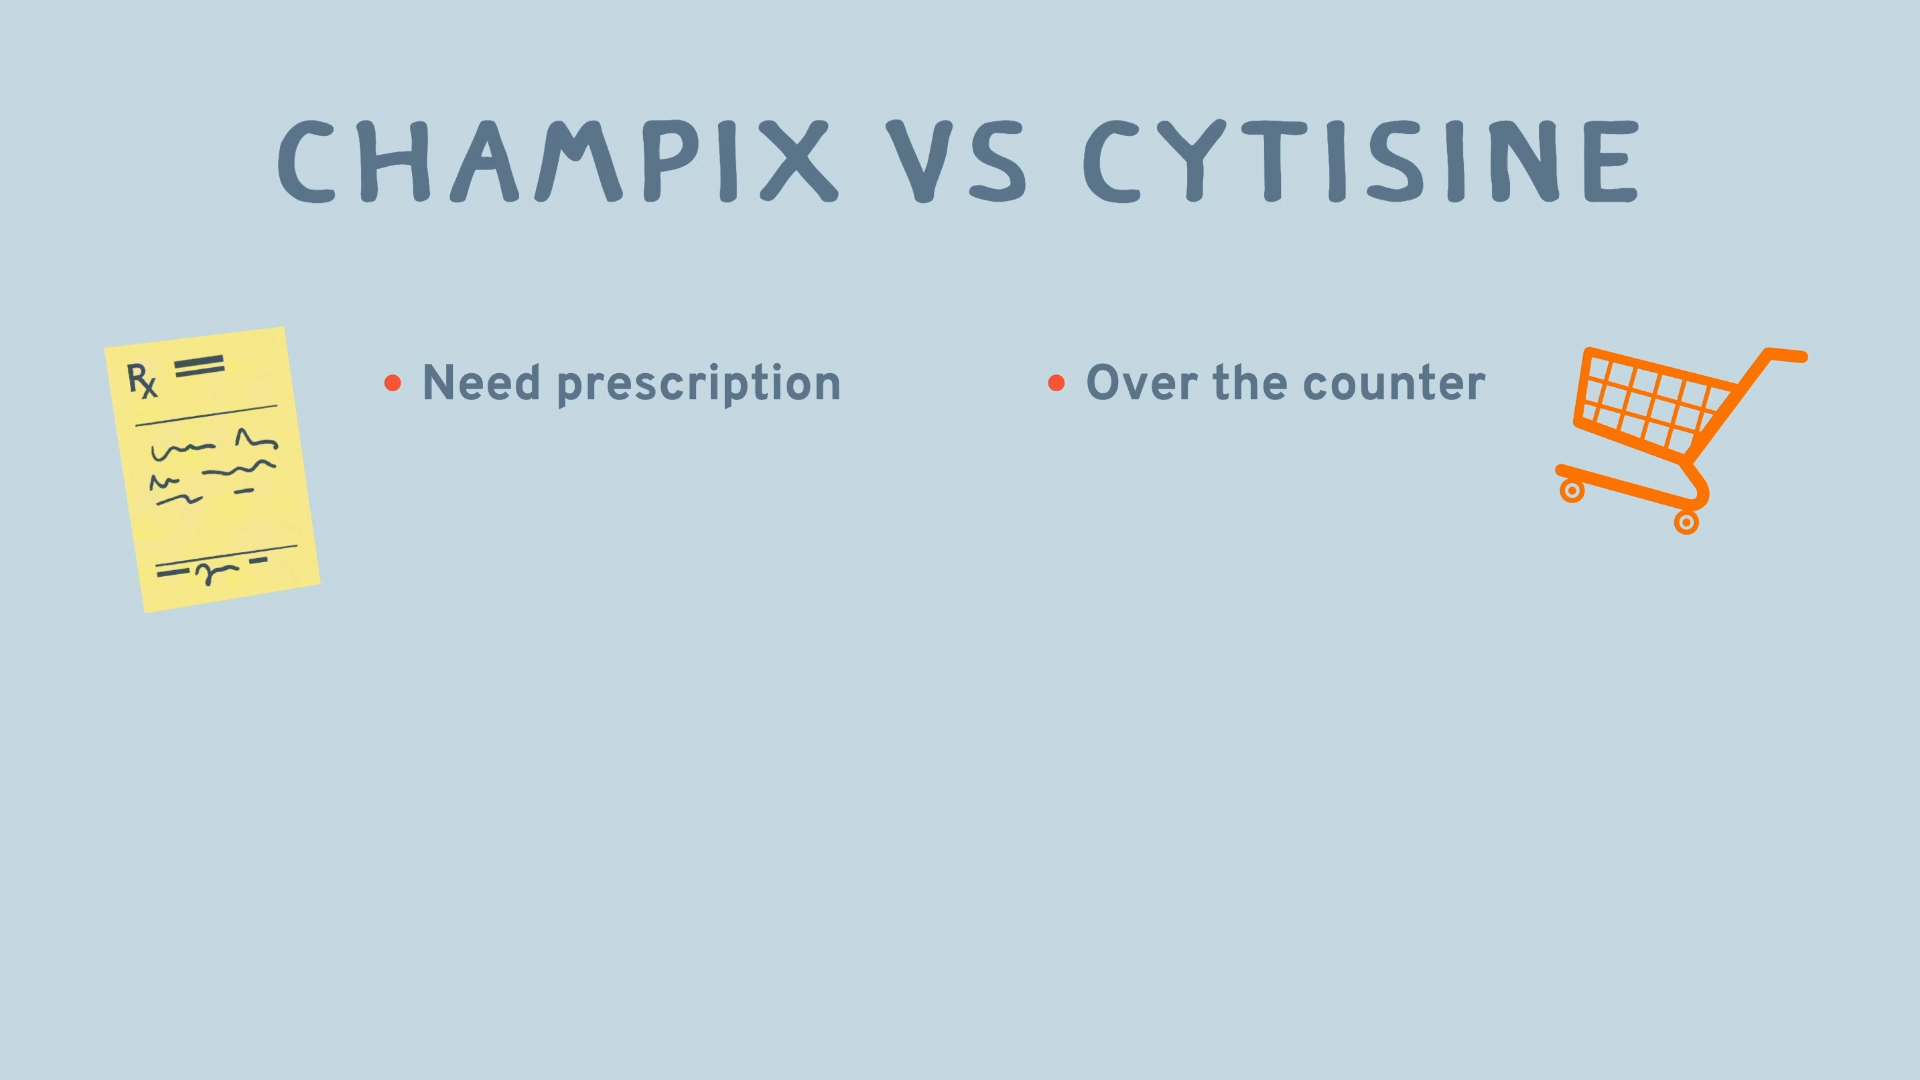 CHAMPIX VS CYTISINE
Rx
Need prescription
Over the counter